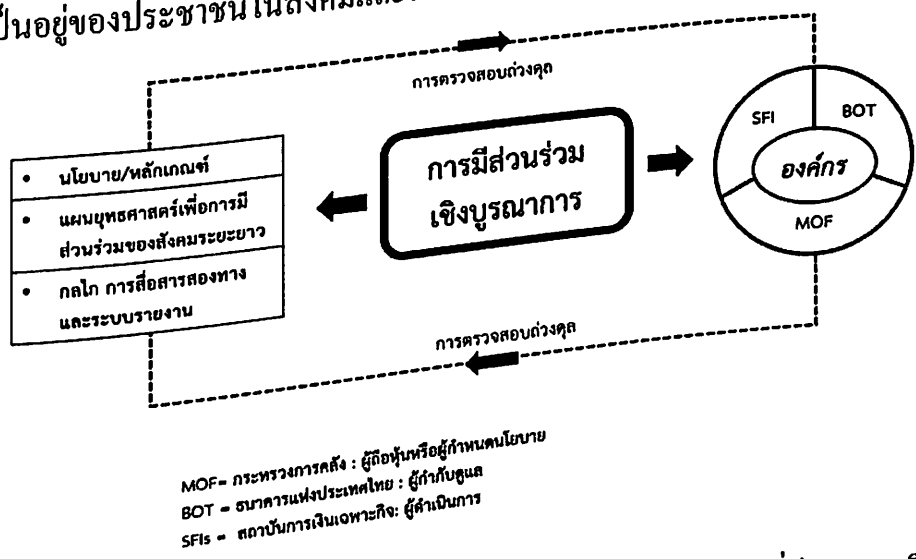 ป็นอยู่ของประชาชนในสังคม
การตรวจสอบถ่วงดุล
• นโยบาย/หลักเกณฑ์
• แผนยุทธศาสตร์เพื่อการมี
ส่วนร่วมของสังคมระยะยาว
• กลไก การสื่อสารสองทาง
และระบบรายงาน
การมีส่วนร่วม
เชิงบูรณาการ
SFI
BOT
องค์กร
MOF
การตรวจสอบถ่วงดุล
MOF= กระทรวงการคลัง : ผู้ถือหุ้นหรือผู้กำหนดนโยบาย
BOT = ธนาคารแห่งประเทศไทย : ผู้กำกับดูแล
SFIs = สถาบันการเงินเฉพาะกิจ: ผู้ดำเนินการ